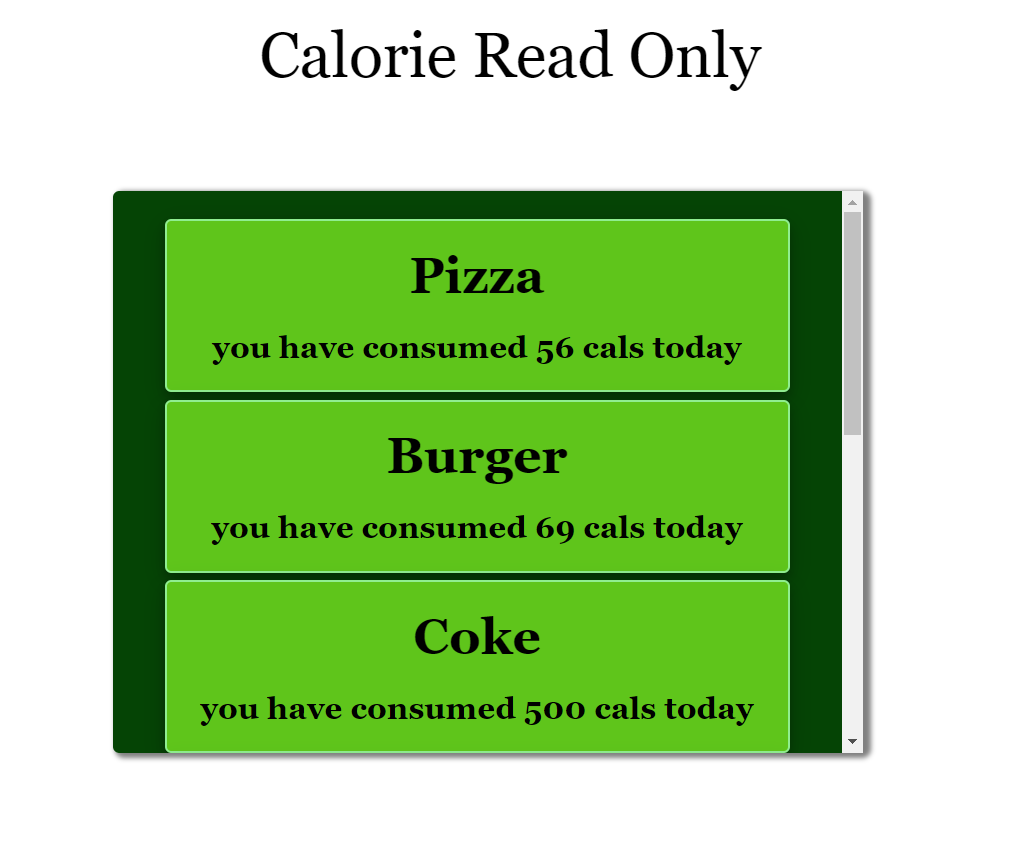 Calorie Read Only
Pizza
you have consumed 56 cals today
Burger
you have consumed 69 cals today
Coke
you have consumed 500 cals today